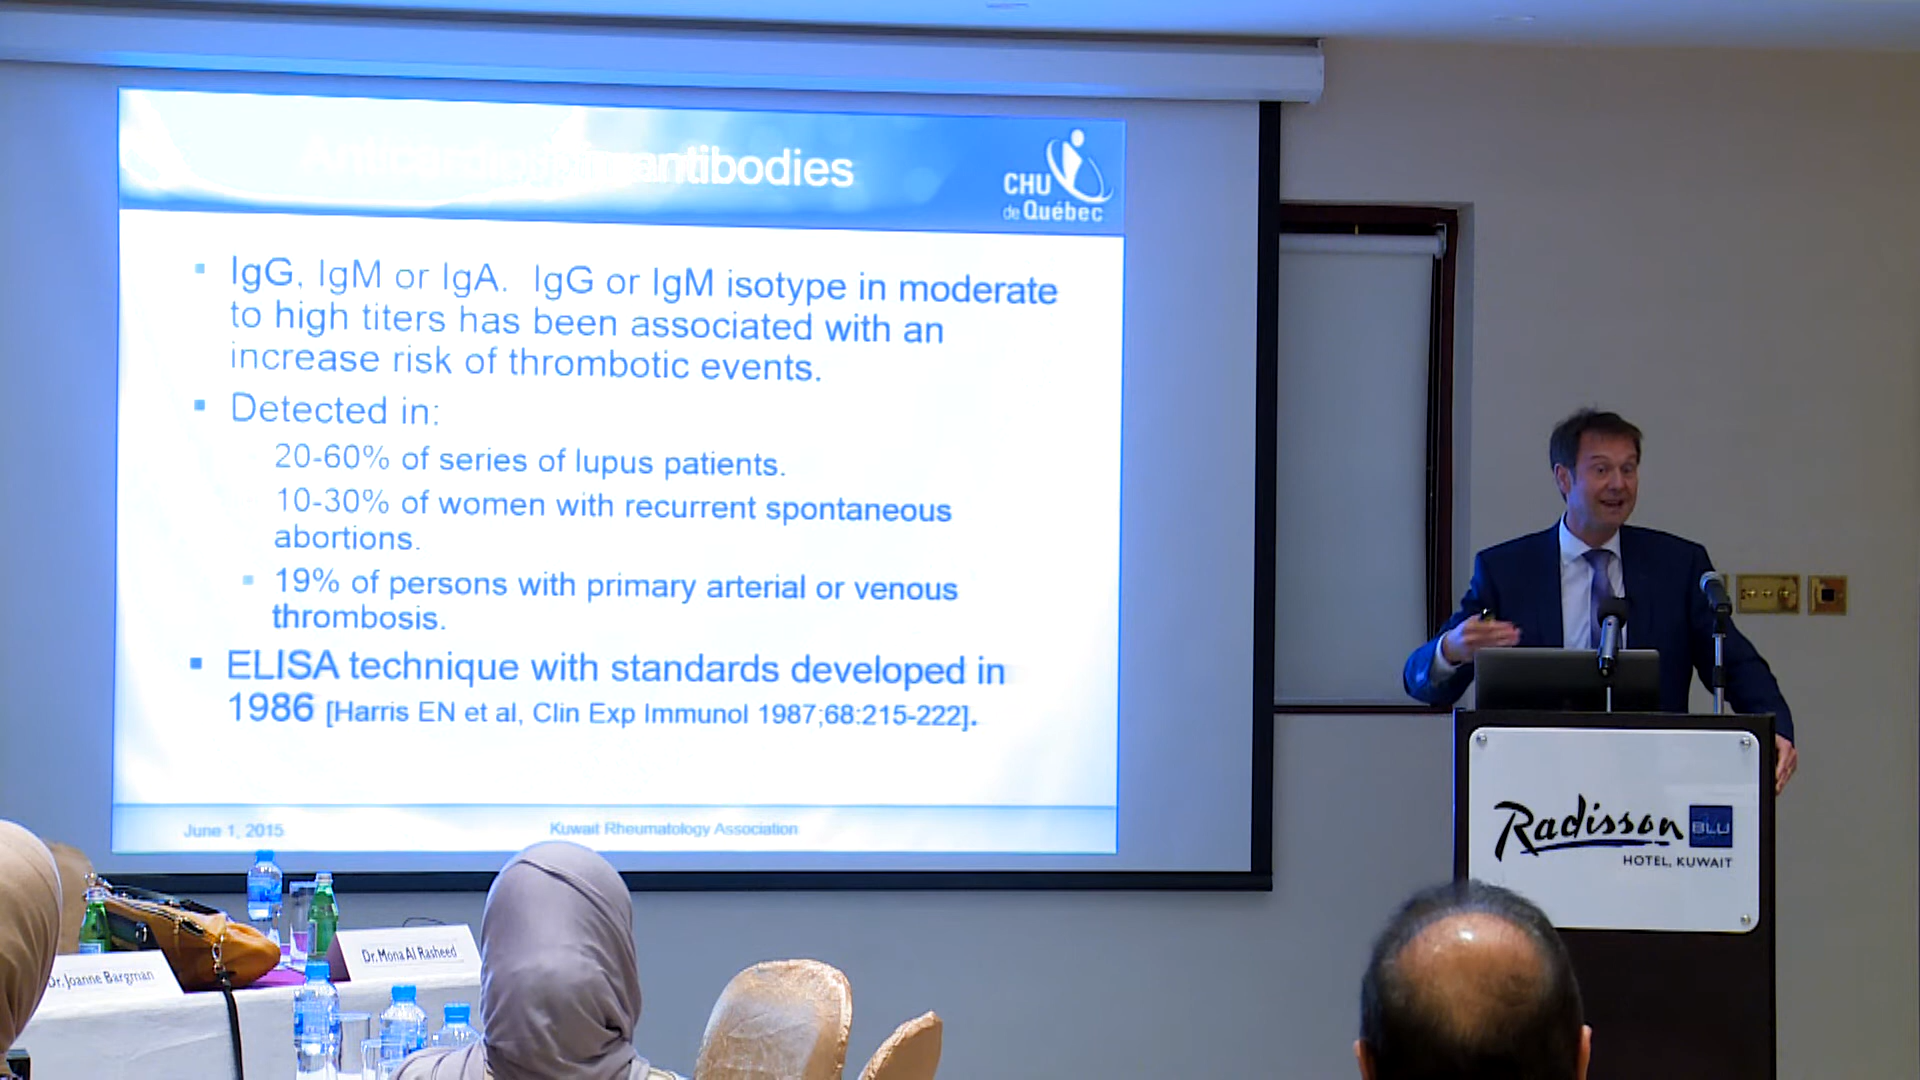 Anticardiolipin antibodies
CHU
de Québec
IgG, IgM or IgA. IgG or IgM isotype in moderate
to high titers has been associated with an
increase risk of thrombotic events.
Detected in:
20-60% of series of lupus patients.
10-30% of women with recurrent spontaneous
abortions.
19% of persons with primary arterial or venous
thrombosis.
ELISA technique with standards developed in
1986 [Harris EN et al, Clin Exp Immunol 1987;68:215-222].
June 1, 2015
Kuwait Rheumatology Association
Dr. Joanne Bargman
Dr. Mona Al Rasheed
Radisson
BLU
HOTEL, KUWAIT